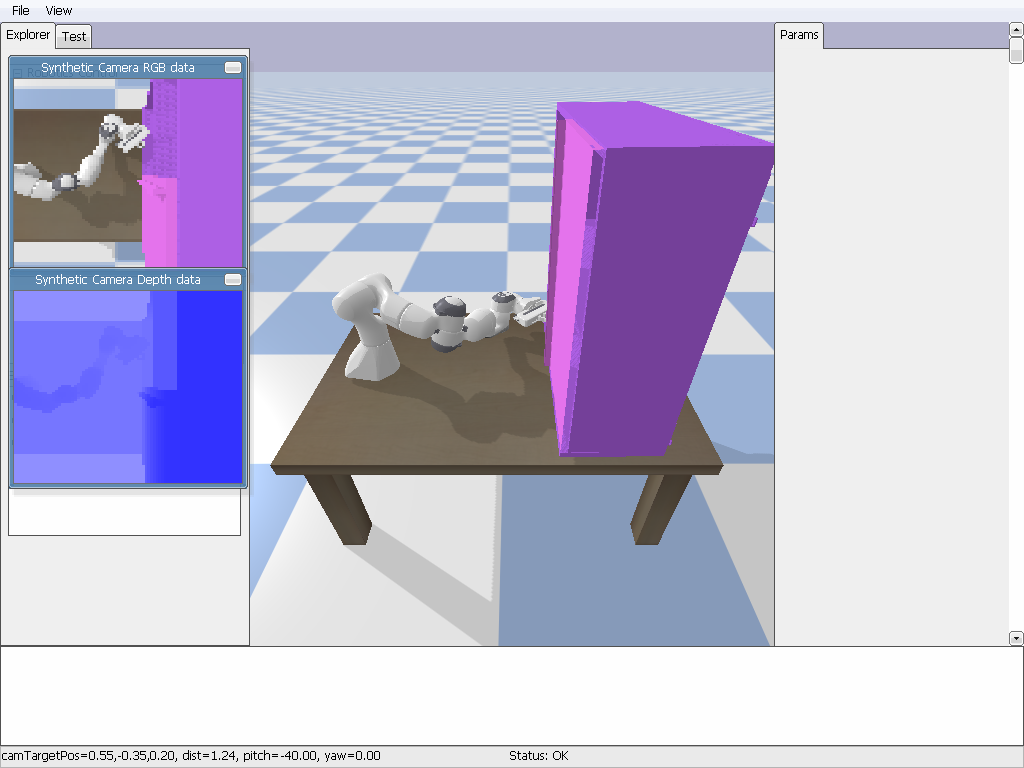 File View
Explorer Test
Params
Synthetic Camera RGB data
Synthetic Camera Depth data
camTargetPos=0.55,-0.35,0.20, dist=1.24, pitch=-40.00, yaw=0.00
Status: OK